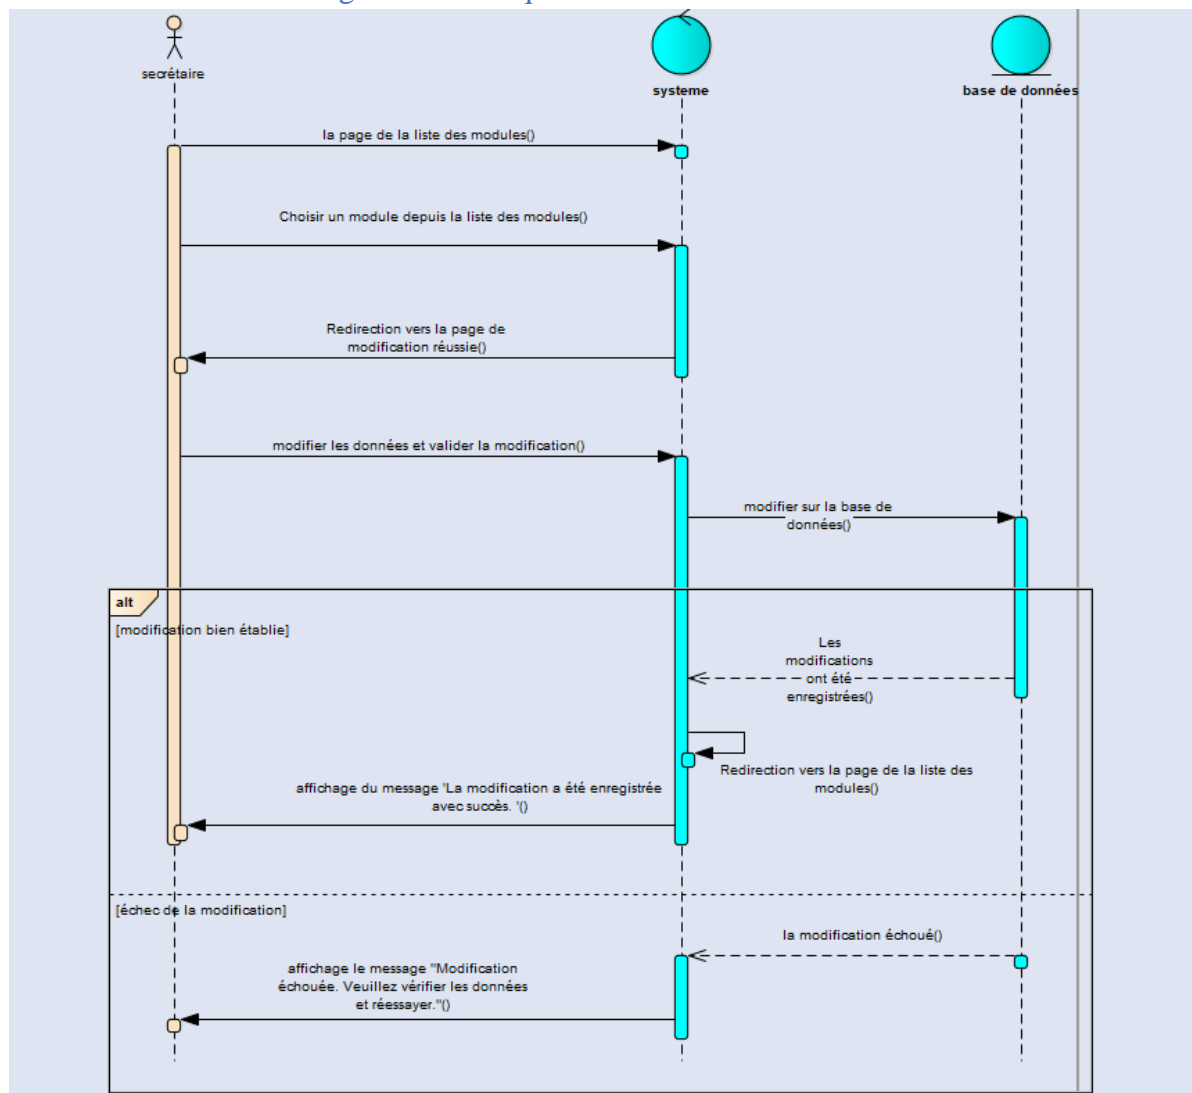 secrétaire
systeme
base de données
la page de la liste des modules()
Choisir un module depuis la liste des modules()
Redirection vers la page de
modification réussie()
modifier les données et valider la modification()
modifier sur la base de
données()
alt
[modification bien établie]
Les
modifications
ont été
enregistrées()
Redirection vers la page de la liste des
modules()
affichage du message 'La modification a été enregistrée
avec succès. '()
[échec de la modification]
la modification échoué()
affichage le message "Modification
échouée. Veuillez vérifier les données
et réessayer."()